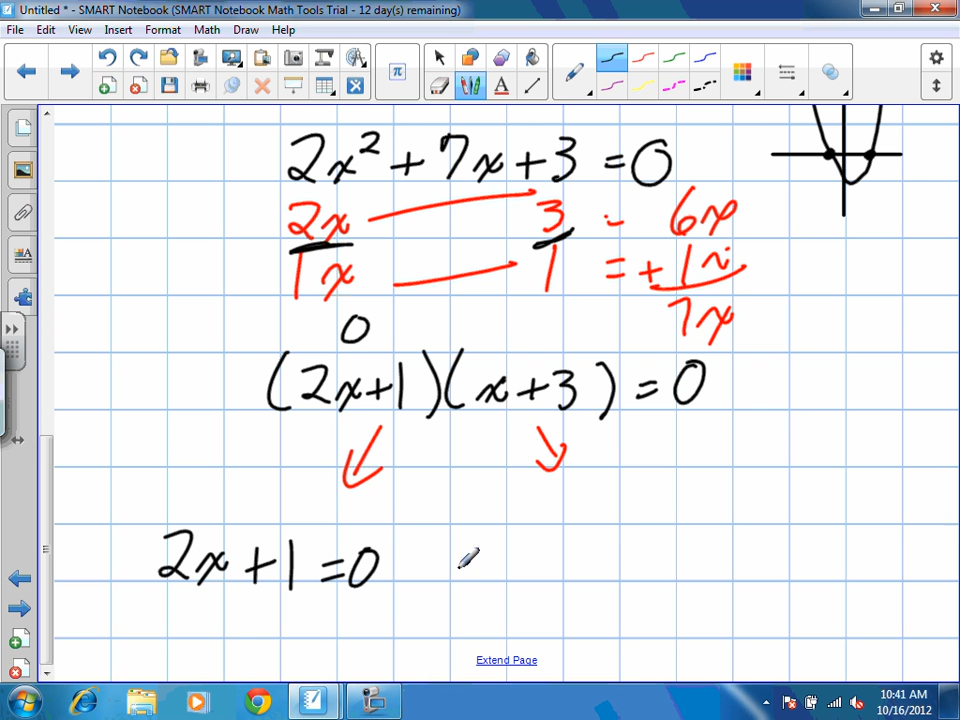 Untitled * - SMART Notebook (SMART Notebook Math Tools Trial - 12 day(s) remaining)
File Edit View Insert Format Math Draw Help
π
A
2x² + 7x + 3 = 0
2x 3 = 6x
1x 1 = + 1x
7x
0
(2x+1)(x+3) = 0
2x + 1 = 0
Extend Page
10:41 AM
10/16/2012